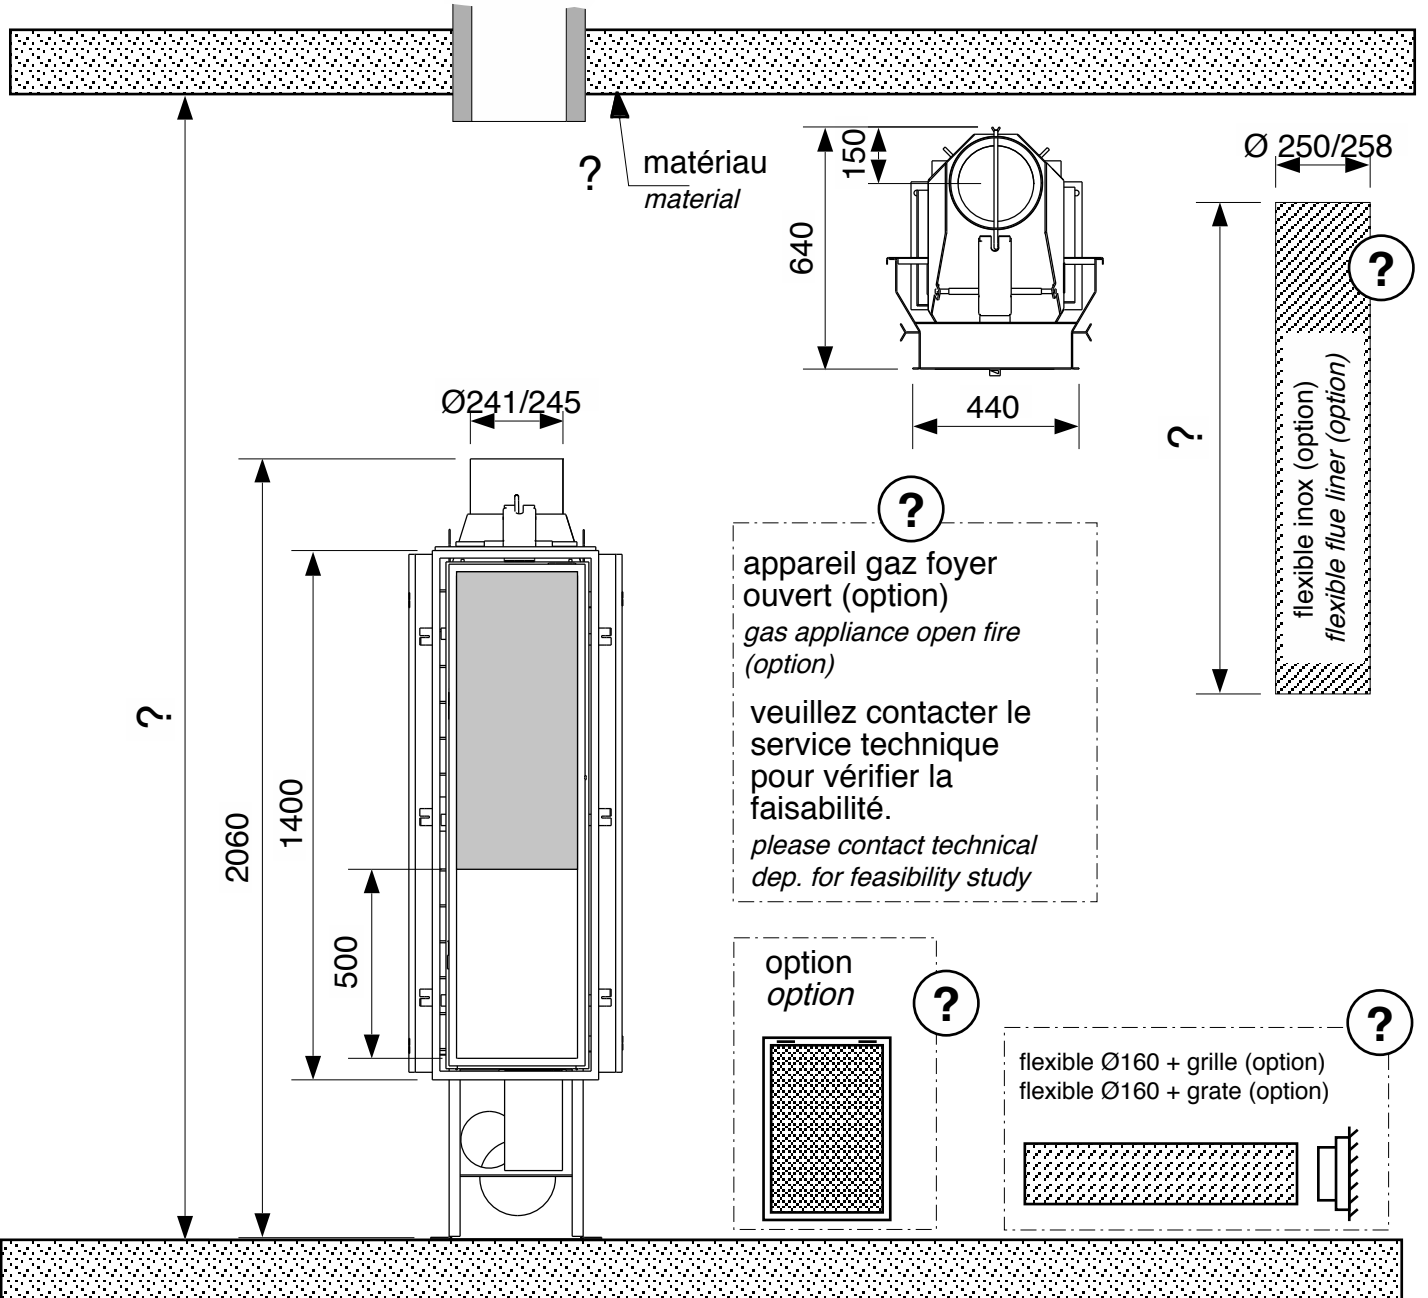 ?
matériau
material
150
640
440
Ø 250/258
?
?
flexible inox (option)
flexible flue liner (option)
Ø241/245
?
2060
1400
500
?
appareil gaz foyer
ouvert (option)
gas appliance open fire
(option)
veuillez contacter le
service technique
pour vérifier la
faisabilité.
please contact technical
dep. for feasibility study
option
option
?
?
flexible Ø160 + grille (option)
flexible Ø160 + grate (option)